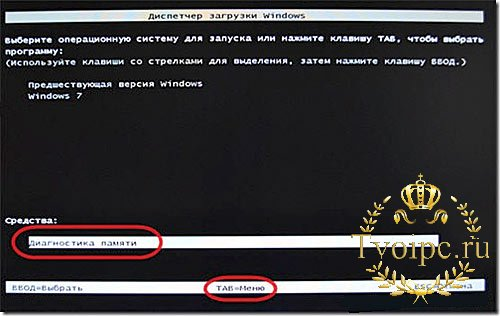 Диспетчер загрузки Windows
Выберите операционную систему для запуска или нажмите клавишу TAB, чтобы выбрать
программу:
(Используйте клавиши со стрелками для выделения, затем нажмите клавишу ВВОД.)
Предшествующая версия Windows
Windows 7
Средства:
Диагностика памяти
Tvoipc.ru
ВВОД=Выбрать TAB=Меню ESC=Отмена